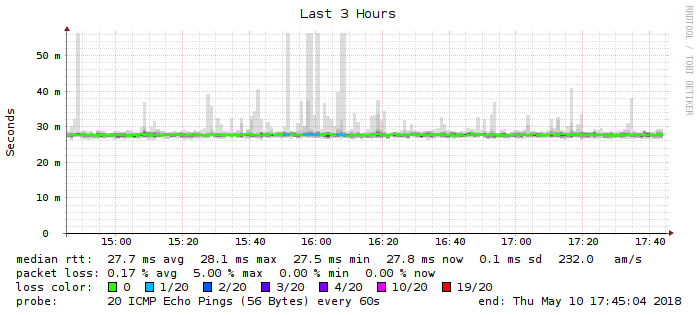 Last 3 Hours
RRDTOOL / TOBI OETIKER
Seconds
50 m
40 m
30 m
20 m
10 m
0
15:00 15:20 15:40 16:00 16:20 16:40 17:00 17:20 17:40
median rtt: 27.7 ms avg 28.1 ms max 27.5 ms min 27.8 ms now 0.1 ms sd 232.0 am/s
packet loss: 0.17 % avg 5.00 % max 0.00 % min 0.00 % now
loss color: 0 1/20 2/20 3/20 4/20 10/20 19/20
probe: 20 ICMP Echo Pings (56 Bytes) every 60s end: Thu May 10 17:45:04 2018